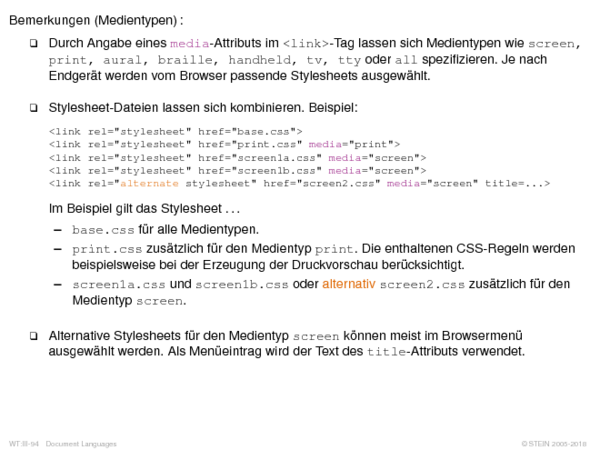 Bemerkungen (Medientypen) :
❑ Durch Angabe eines media-Attributs im <link>-Tag lassen sich Medientypen wie screen,
print, aural, braille, handheld, tv, tty oder all spezifizieren. Je nach
Endgerät werden vom Browser passende Stylesheets ausgewählt.
❑ Stylesheet-Dateien lassen sich kombinieren. Beispiel:
<link rel="stylesheet" href="base.css">
<link rel="stylesheet" href="print.css" media="print">
<link rel="stylesheet" href="screen1a.css" media="screen">
<link rel="stylesheet" href="screen1b.css" media="screen">
<link rel="alternate stylesheet" href="screen2.css" media="screen" title=...>
Im Beispiel gilt das Stylesheet . . .
– base.css für alle Medientypen.
– print.css zusätzlich für den Medientyp print. Die enthaltenen CSS-Regeln werden
beispielsweise bei der Erzeugung der Druckvorschau berücksichtigt.
– screen1a.css und screen1b.css oder alternativ screen2.css zusätzlich für den
Medientyp screen.
❑ Alternative Stylesheets für den Medientyp screen können meist im Browsermenü
ausgewählt werden. Als Menüeintrag wird der Text des title-Attributs verwendet.
WT:III-94 Document Languages © STEIN 2005-2018